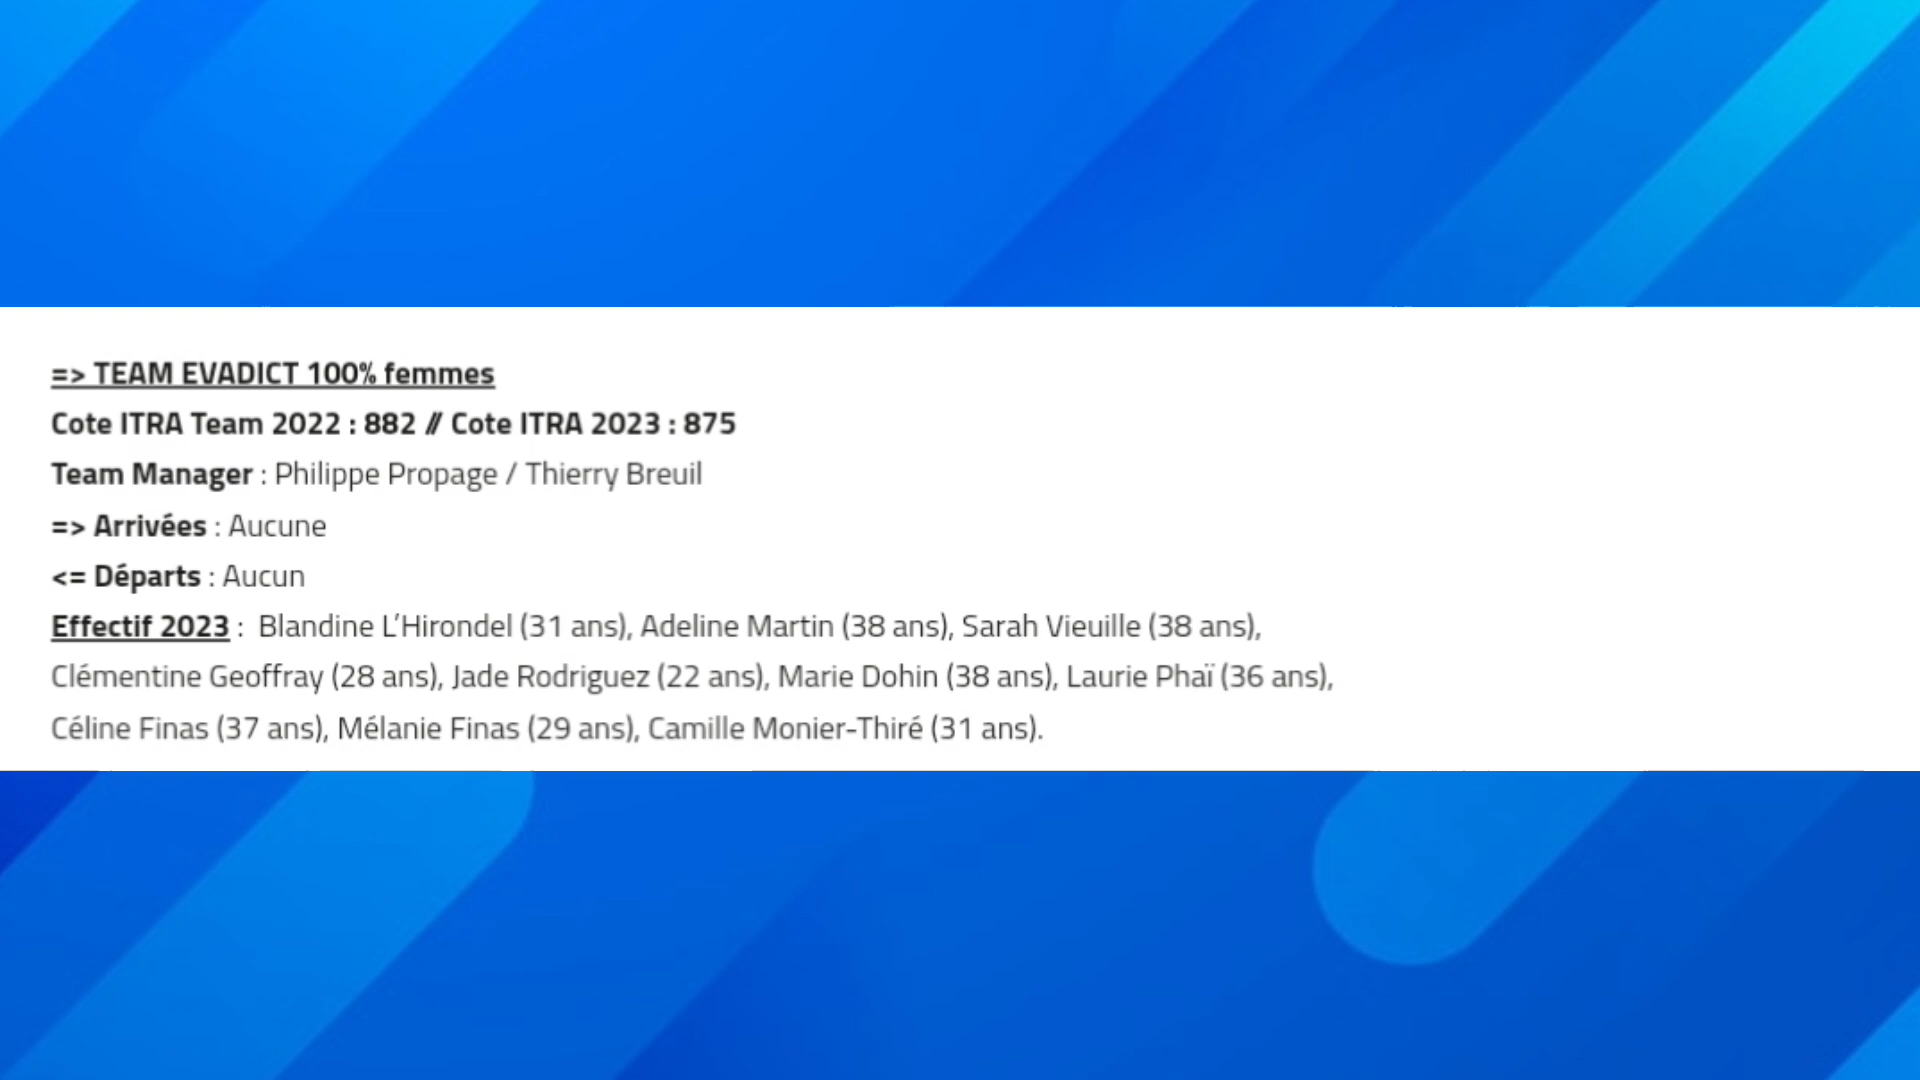 => TEAM EVADICT 100% femmes
Cote ITRA Team 2022 : 882 // Cote ITRA 2023 : 875
Team Manager : Philippe Propage / Thierry Breuil
=> Arrivées : Aucune
<= Départs : Aucun
Effectif 2023 : Blandine L’Hirondel (31 ans), Adeline Martin (38 ans), Sarah Vieuille (38 ans),
Clémentine Geoffray (28 ans), Jade Rodriguez (22 ans), Marie Dohin (38 ans), Laurie Phaï (36 ans),
Céline Finas (37 ans), Mélanie Finas (29 ans), Camille Monier-Thiré (31 ans).